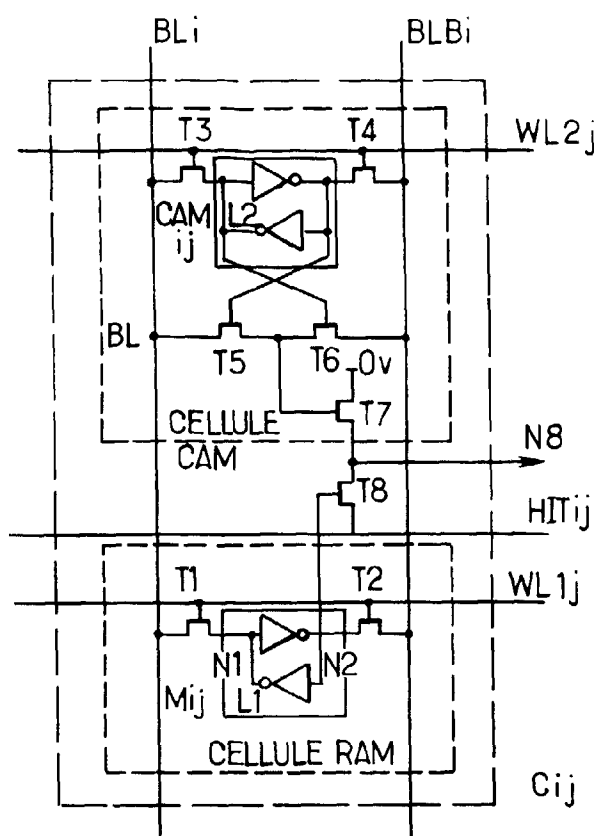 BLi
BLBi
T3
T4
WL2j
CAM
ij
L2
BL
T5
T6
0v
T7
CELLULE
CAM
N8
T8
HITij
T1
T2
WL1j
N1
N2
Mij
L1
CELLULE RAM
Cij